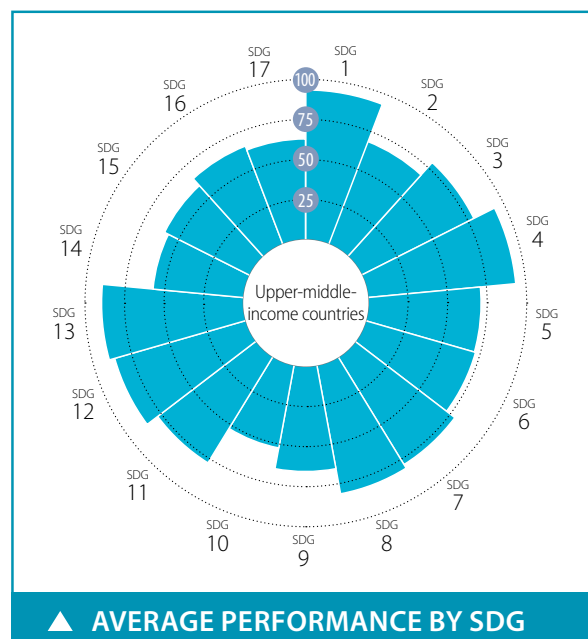 SDG
1
SDG
2
SDG
3
SDG
4
SDG
5
SDG
6
SDG
7
SDG
8
SDG
9
SDG
10
SDG
11
SDG
12
SDG
13
SDG
14
SDG
15
SDG
16
SDG
17
100
75
50
25
Upper-middle-
income countries
▲ AVERAGE PERFORMANCE BY SDG